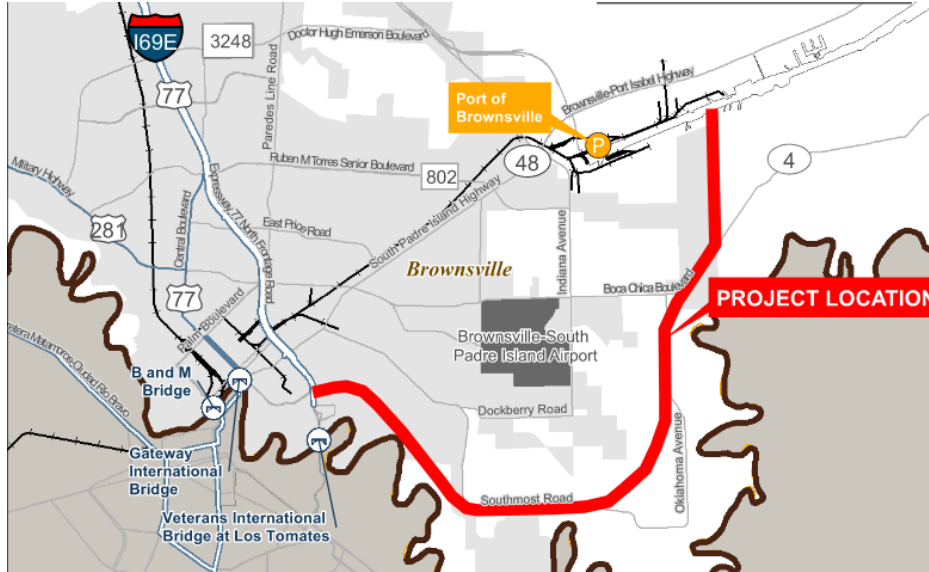 I69E
3248
Doctor Hugh Emerson Boulevard
77
Paredes Line Road
Port of
Brownsville
Brownsville-Port Isabel Highway
P
Military Highway
Ruben M Torres Senior Boulevard
802
48
4
281
Central Boulevard
Expressway 77 North Frontage Road
East Price Road
South Padre Island Highway
Indiana Avenue
Brownsville
77
Boca Chica Boulevard
PROJECT LOCATION
Palm Boulevard
Brownsville-South
Padre Island Airport
B and M
Bridge
Dockberry Road
Oklahoma Avenue
Gateway
International
Bridge
Southmost Road
Veterans International
Bridge at Los Tomates